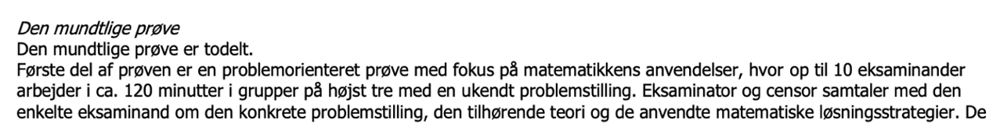 Den mundtlige prøve
Den mundtlige prøve er todelt.
Første del af prøven er en problemorienteret prøve med fokus på matematikkens anvendelser, hvor op til 10 eksaminander
arbejder i ca. 120 minutter i grupper på højst tre med en ukendt problemstilling. Eksaminator og censor samtaler med den
enkelte eksaminand om den konkrete problemstilling, den tilhørende teori og de anvendte matematiske løsningsstrategier. De